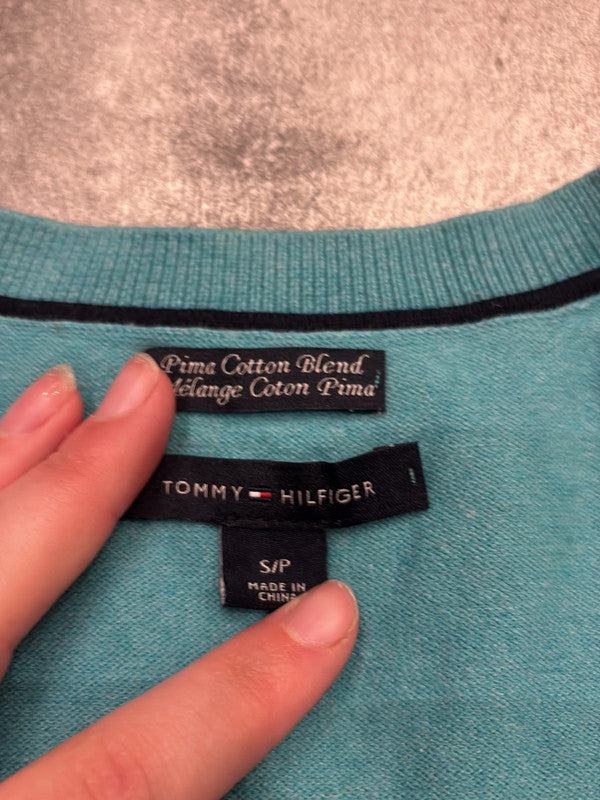 Pima Cotton Blend
Mélange Coton Pima
TOMMY HILFIGER
S/P
MADE IN
CHINA